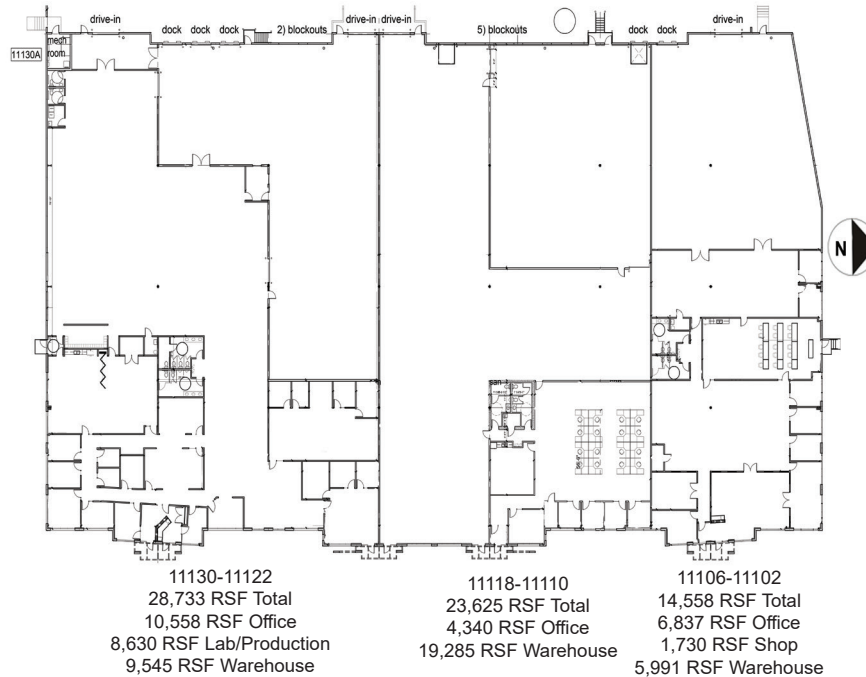 drive-in
dock dock dock
2) blockouts
drive-in drive-in
5) blockouts
dock dock
drive-in
mech
room
11130A
N
san
11130-11122
28,733 RSF Total
10,558 RSF Office
8,630 RSF Lab/Production
9,545 RSF Warehouse
11118-11110
23,625 RSF Total
4,340 RSF Office
19,285 RSF Warehouse
11106-11102
14,558 RSF Total
6,837 RSF Office
1,730 RSF Shop
5,991 RSF Warehouse